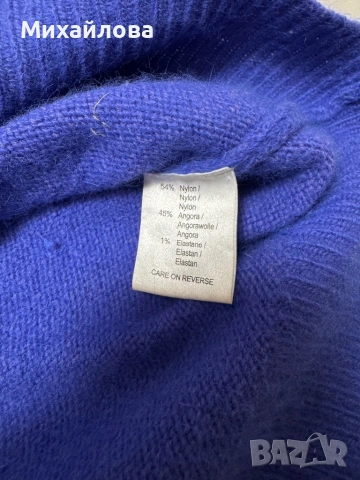 Михайлова
54% Nylon /
Nylon /
Nylon
45% Angora /
Angorawolle /
Angora
1% Elastane /
Elastan /
Elastan
CARE ON REVERSE
BAZAR